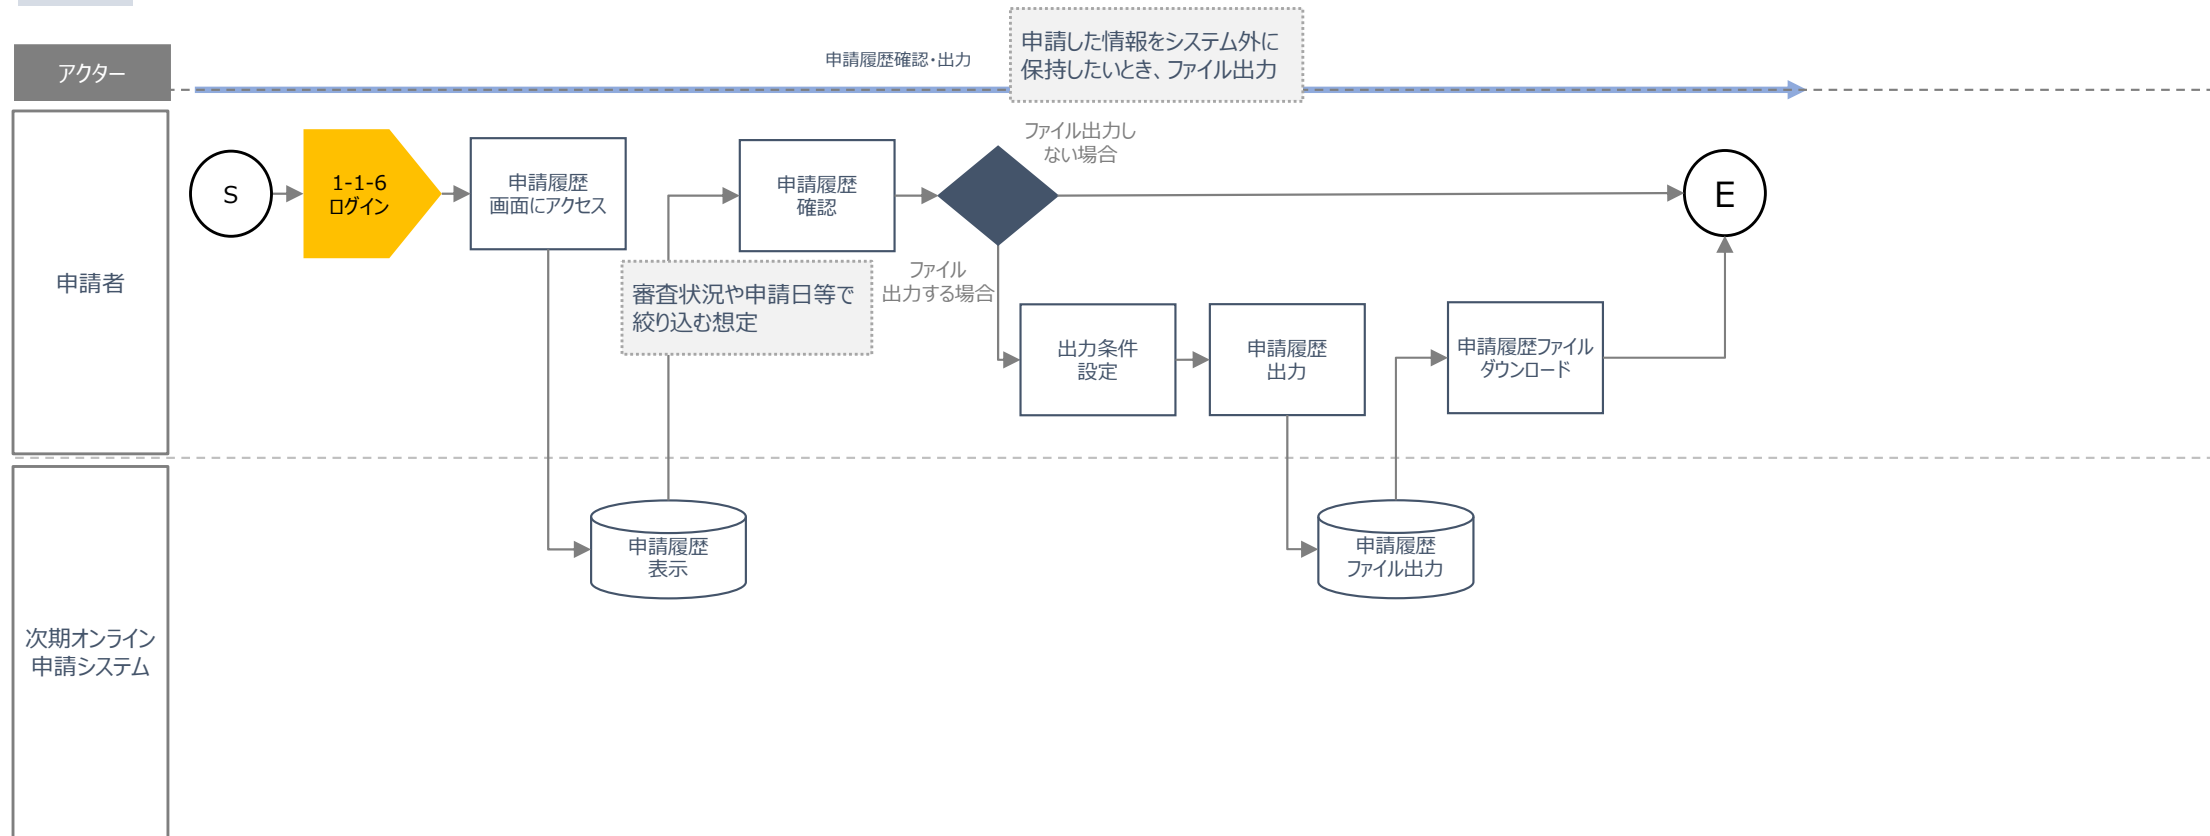 アクター
申請履歴確認・出力
申請した情報をシステム外に
保持したいとき、ファイル出力
申請者
S
1-1-6
ログイン
申請履歴
画面にアクセス
審査状況や申請日等で
絞り込む想定
申請履歴
確認
ファイル出力し
ない場合
ファイル
出力する場合
出力条件
設定
申請履歴
出力
申請履歴ファイル
ダウンロード
E
次期オンライン
申請システム
申請履歴
表示
申請履歴
ファイル出力